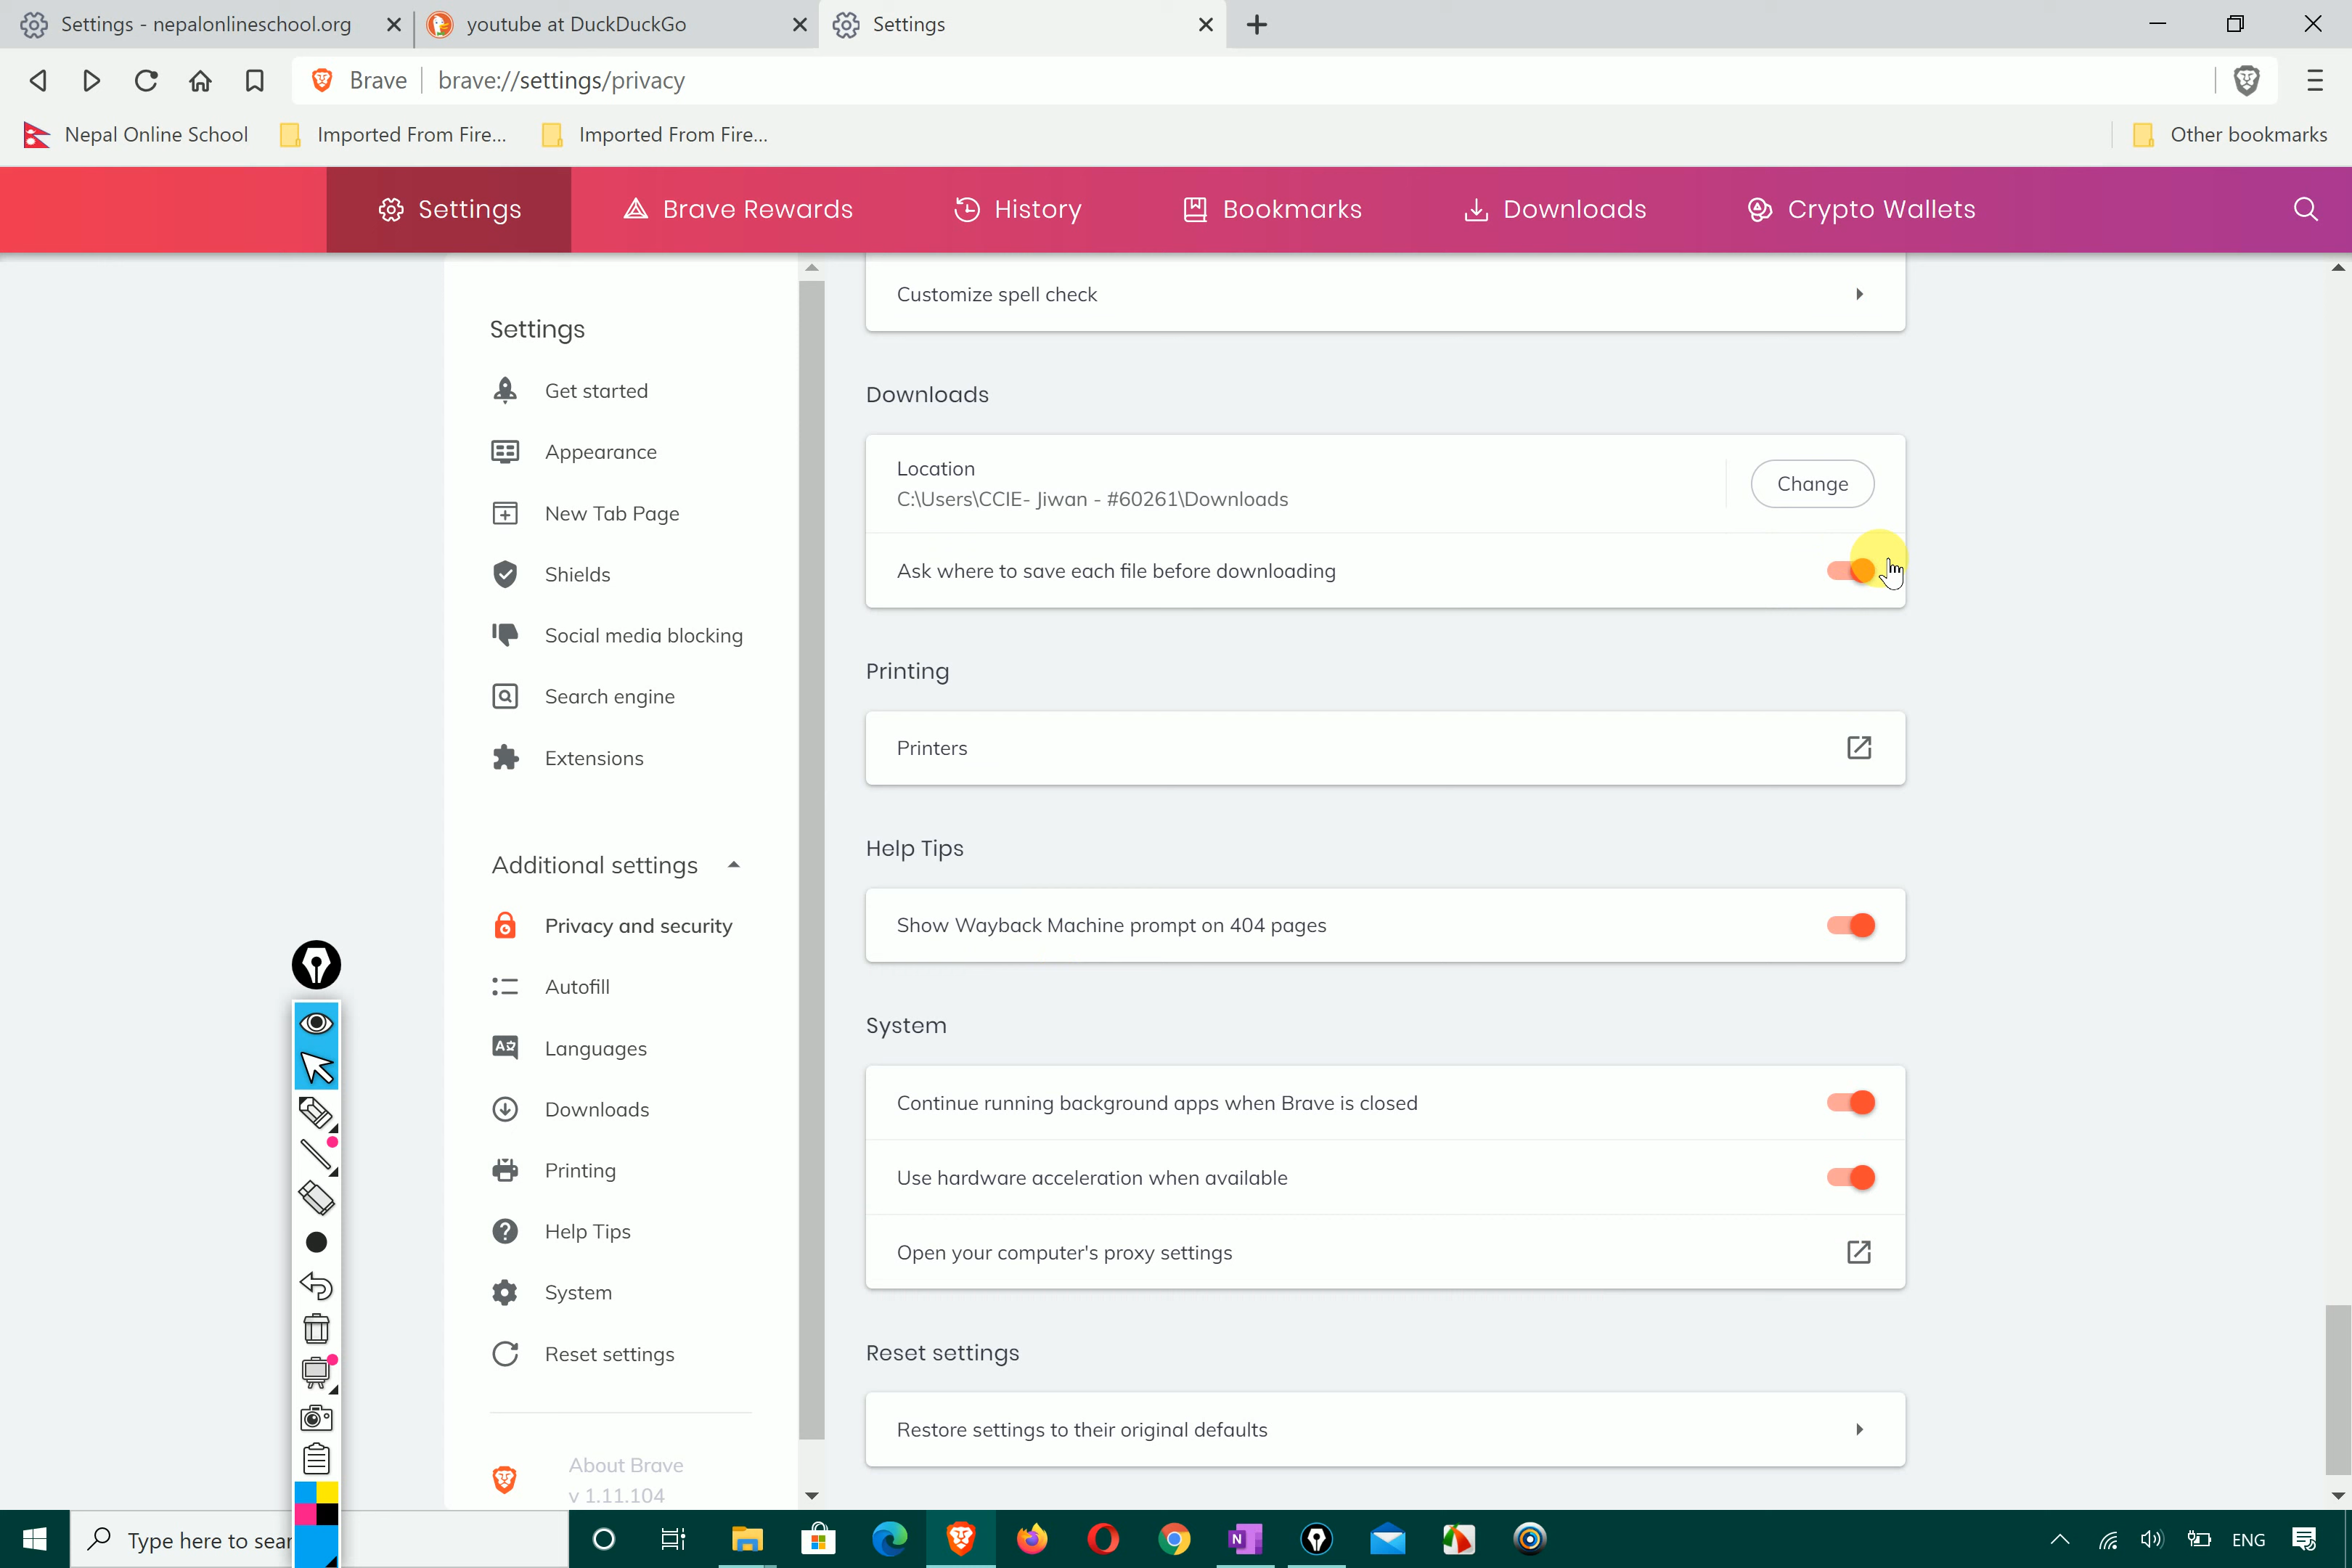 Settings - nepalonlineschool.org
youtube at DuckDuckGo
Settings
Brave
brave://settings/privacy
Nepal Online School
Imported From Fire...
Imported From Fire...
Other bookmarks
Settings
Brave Rewards
History
Bookmarks
Downloads
Crypto Wallets
Settings
Get started
Appearance
New Tab Page
Shields
Social media blocking
Search engine
Extensions
Additional settings
Privacy and security
Autofill
Languages
Downloads
Printing
Help Tips
System
Reset settings
About Brave
v 1.11.104
Customize spell check
Downloads
Location
C:\Users\CCIE- Jiwan - #60261\Downloads
Change
Ask where to save each file before downloading
Printing
Printers
Help Tips
Show Wayback Machine prompt on 404 pages
System
Continue running background apps when Brave is closed
Use hardware acceleration when available
Open your computer's proxy settings
Reset settings
Restore settings to their original defaults
Type here to sear
ENG